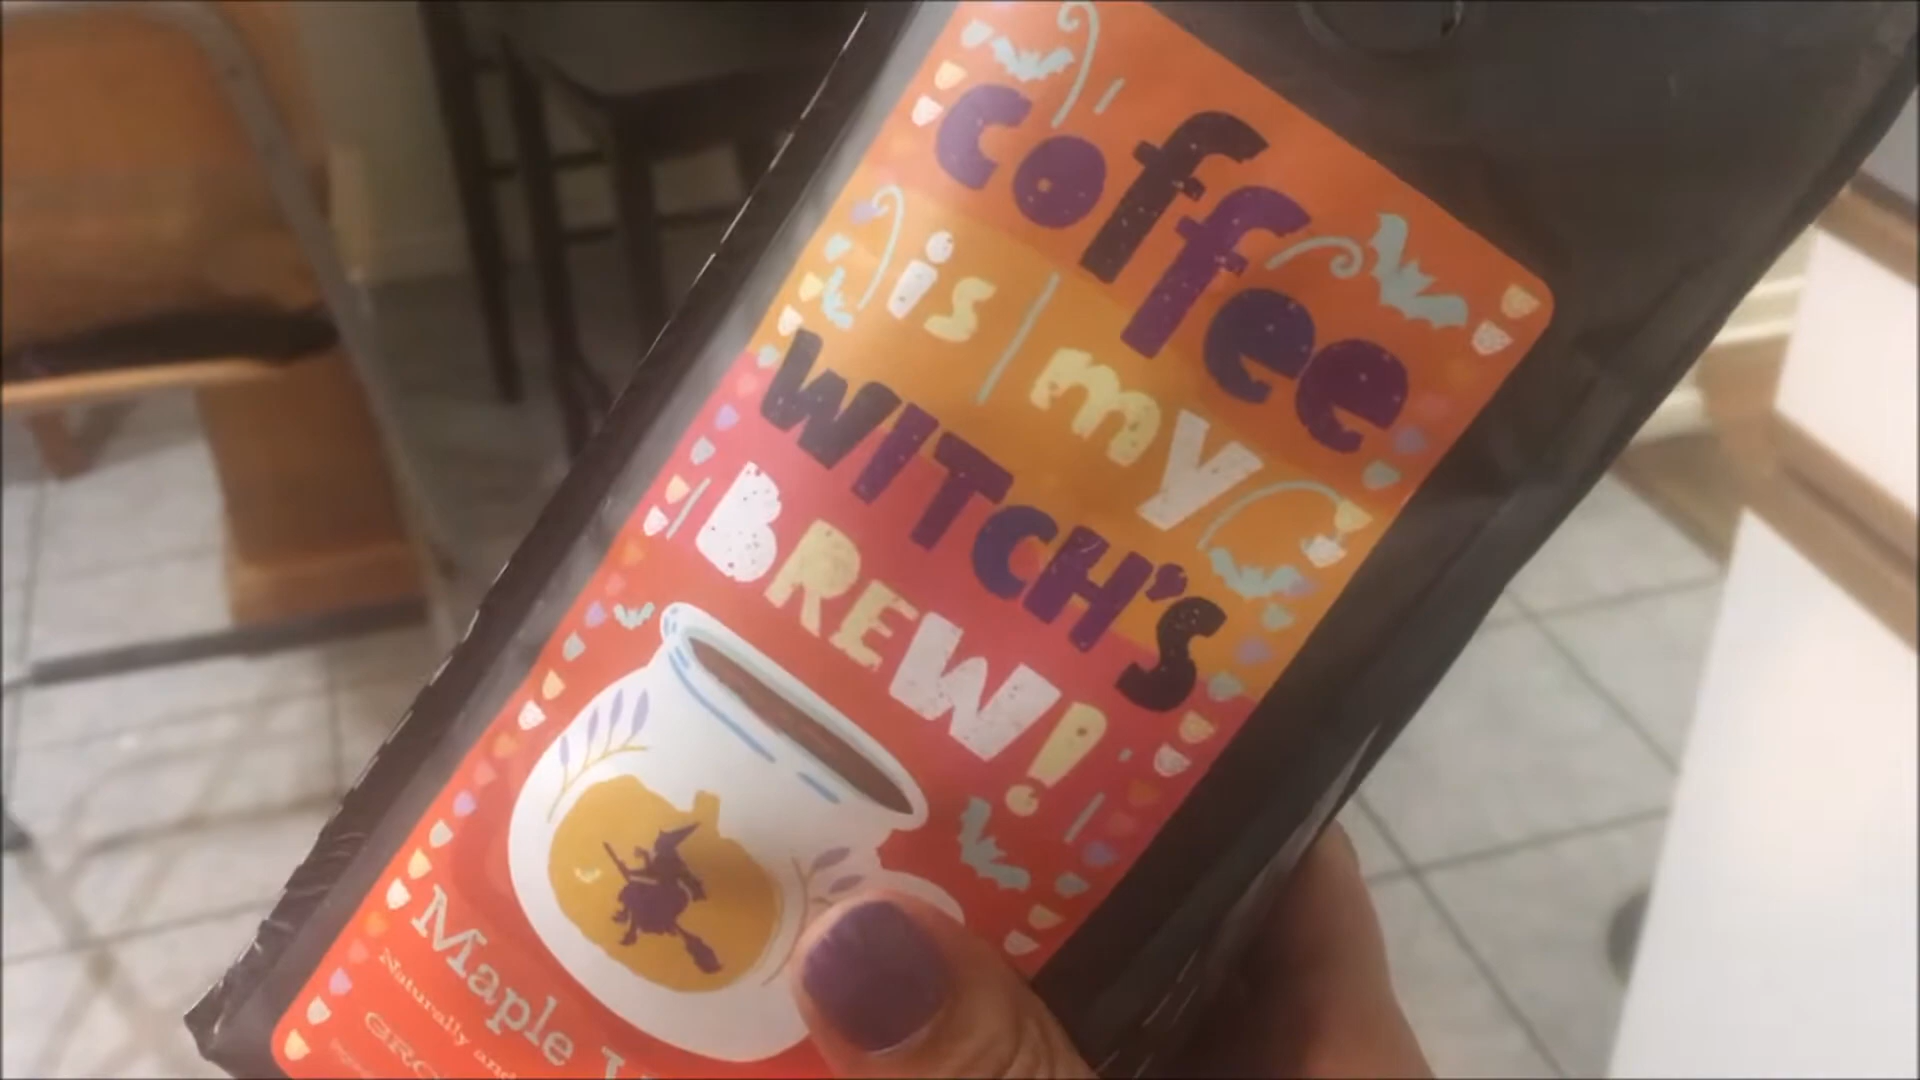 coffee
is my
WITCH'S
BREW!
Maple
Naturally and